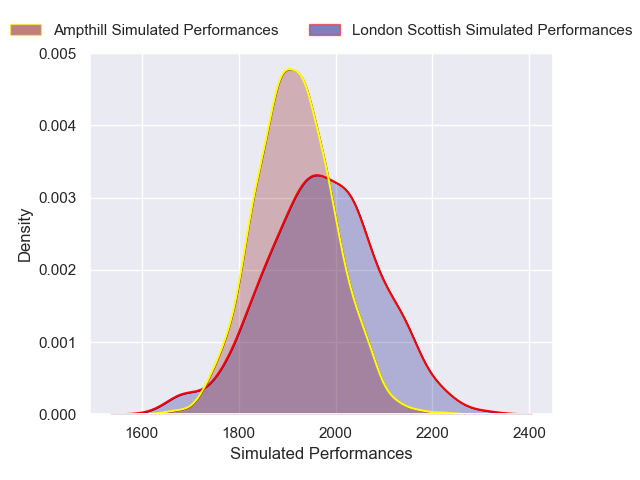 Ampthill Simulated Performances London Scottish Simulated Performances
0.005
0.004
0.003
0.002
0.001
0.000
Density
1600 1800 2000 2200 2400
Simulated Performances